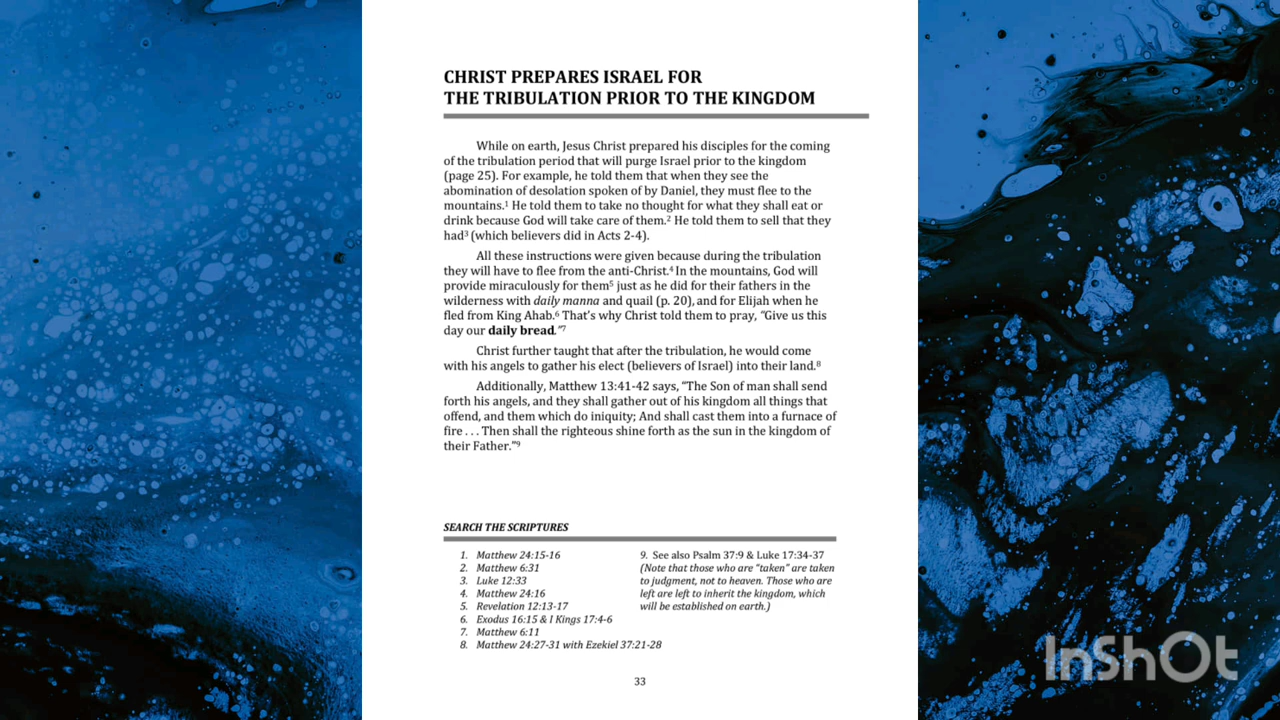 CHRIST PREPARES ISRAEL FOR
THE TRIBULATION PRIOR TO THE KINGDOM
While on earth, Jesus Christ prepared his disciples for the coming
of the tribulation period that will purge Israel prior to the kingdom
(page 25). For example, he told them that when they see the
abomination of desolation spoken of by Daniel, they must flee to the
mountains.¹ He told them to take no thought for what they shall eat or
drink because God will take care of them.² He told them to sell that they
had³ (which believers did in Acts 2-4).
All these instructions were given because during the tribulation
they will have to flee from the anti-Christ.⁴ In the mountains, God will
provide miraculously for them⁵ just as he did for their fathers in the
wilderness with daily manna and quail (p. 20), and for Elijah when he
fled from King Ahab.⁶ That's why Christ told them to pray, "Give us this
day our daily bread."⁷
Christ further taught that after the tribulation, he would come
with his angels to gather his elect (believers of Israel) into their land.⁸
Additionally, Matthew 13:41-42 says, "The Son of man shall send
forth his angels, and they shall gather out of his kingdom all things that
offend, and them which do iniquity; And shall cast them into a furnace of
fire . . . Then shall the righteous shine forth as the sun in the kingdom of
their Father."⁹
SEARCH THE SCRIPTURES
1. Matthew 24:15-16
2. Matthew 6:31
3. Luke 12:33
4. Matthew 24:16
5. Revelation 12:13-17
6. Exodus 16:15 & I Kings 17:4-6
7. Matthew 6:11
8. Matthew 24:27-31 with Ezekiel 37:21-28
9. See also Psalm 37:9 & Luke 17:34-37
(Note that those who are "taken" are taken
to judgment, not to heaven. Those who are
left are left to inherit the kingdom, which
will be established on earth.)
33
InShOt